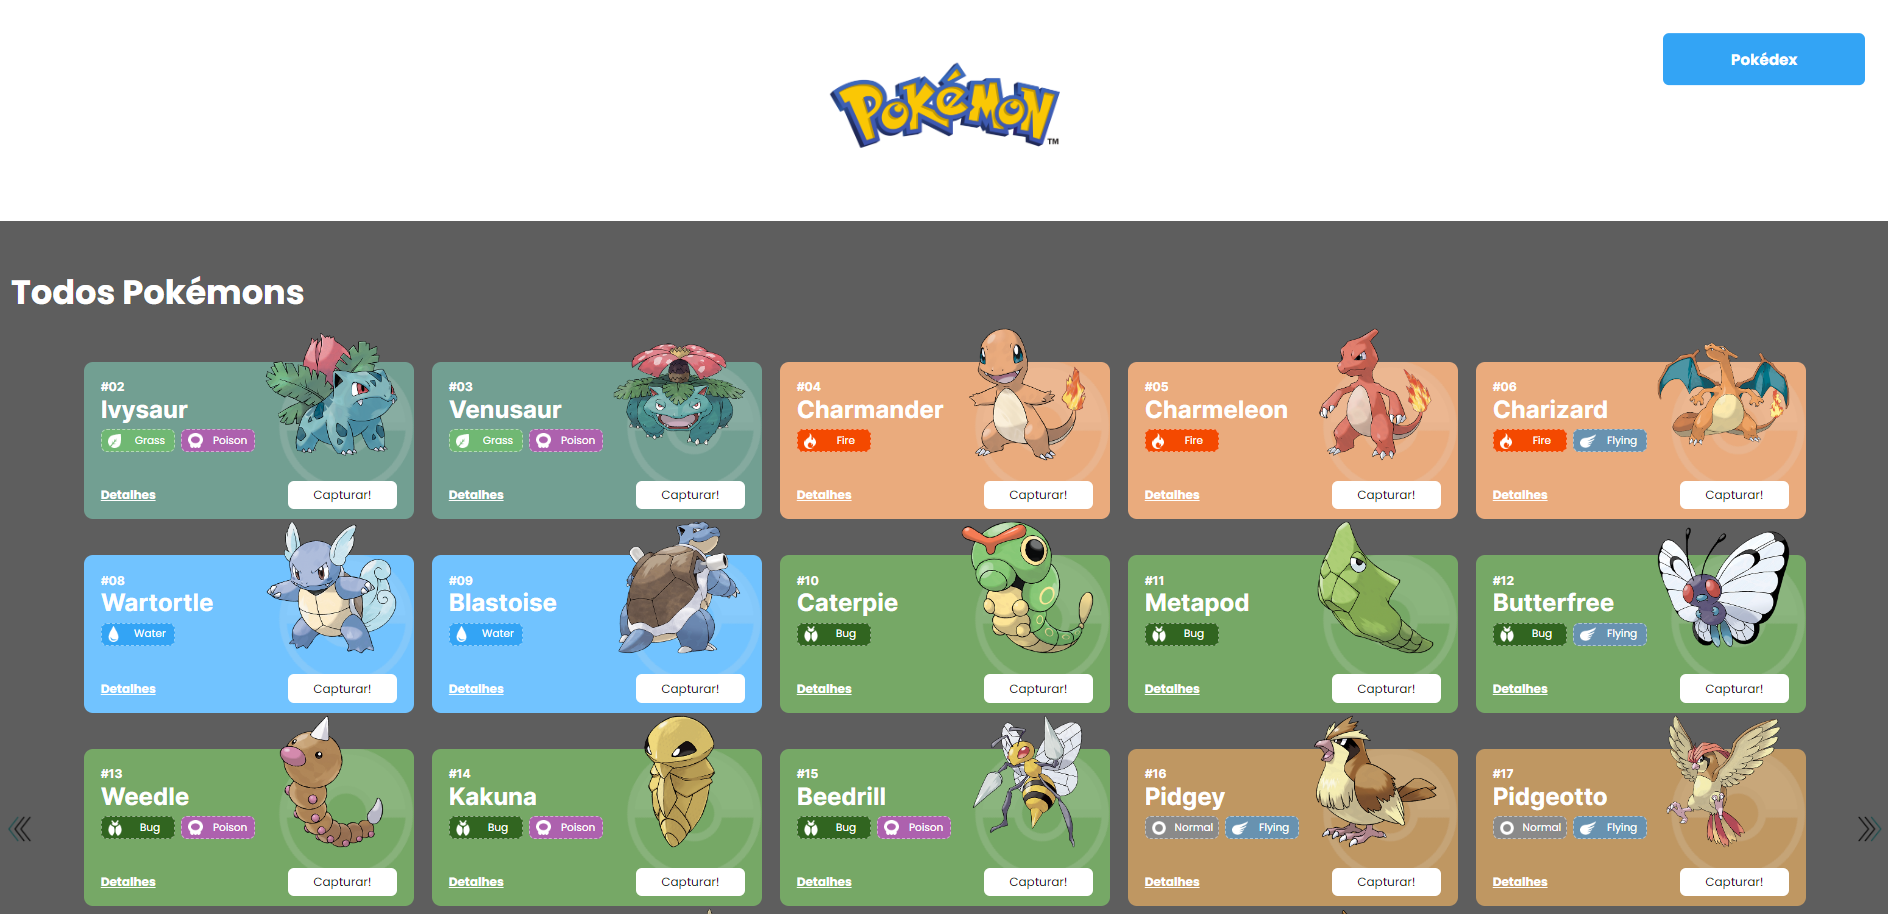 Pokédex
POKéMON
TM
Todos Pokémons
#02
Ivysaur
Grass Poison
Detalhes Capturar!
#03
Venusaur
Grass Poison
Detalhes Capturar!
#04
Charmander
Fire
Detalhes Capturar!
#05
Charmeleon
Fire
Detalhes Capturar!
#06
Charizard
Fire Flying
Detalhes Capturar!
#08
Wartortle
Water
Detalhes Capturar!
#09
Blastoise
Water
Detalhes Capturar!
#10
Caterpie
Bug
Detalhes Capturar!
#11
Metapod
Bug
Detalhes Capturar!
#12
Butterfree
Bug Flying
Detalhes Capturar!
#13
Weedle
Bug Poison
Detalhes Capturar!
#14
Kakuna
Bug Poison
Detalhes Capturar!
#15
Beedrill
Bug Poison
Detalhes Capturar!
#16
Pidgey
Normal Flying
Detalhes Capturar!
#17
Pidgeotto
Normal Flying
Detalhes Capturar!